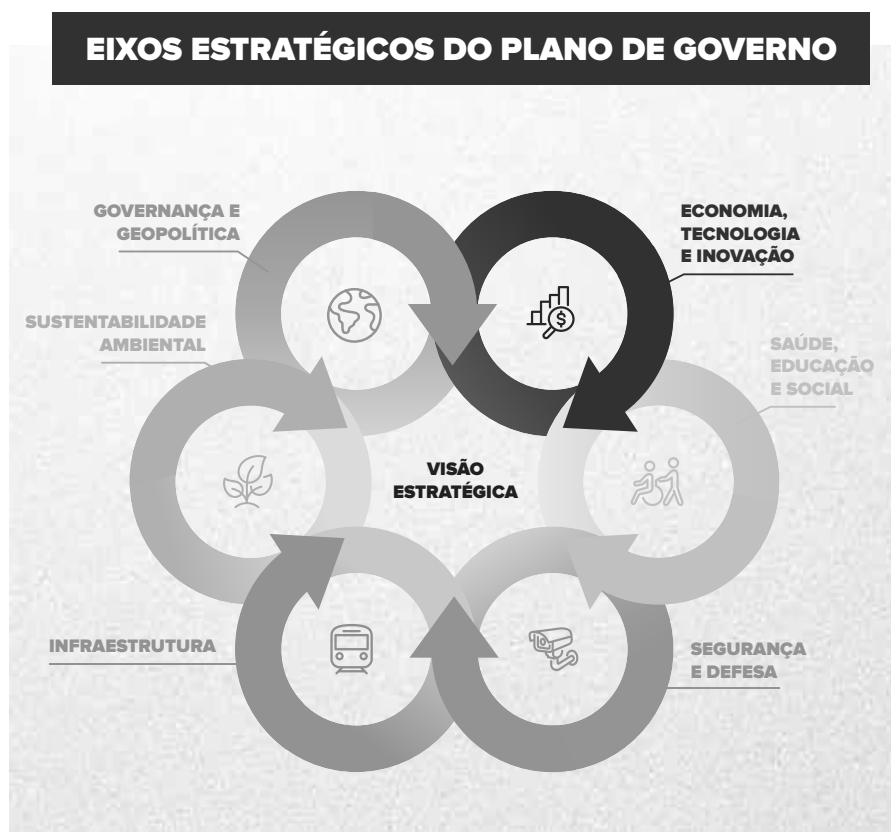 EIXOS ESTRATÉGICOS DO PLANO DE GOVERNO
GOVERNANÇA E
GEOPOLÍTICA
ECONOMIA,
TECNOLOGIA
E INOVAÇÃO
SUSTENTABILIDADE
AMBIENTAL
SAÚDE,
EDUCAÇÃO
E SOCIAL
VISÃO
ESTRATÉGICA
INFRAESTRUTURA
SEGURANÇA
E DEFESA
$